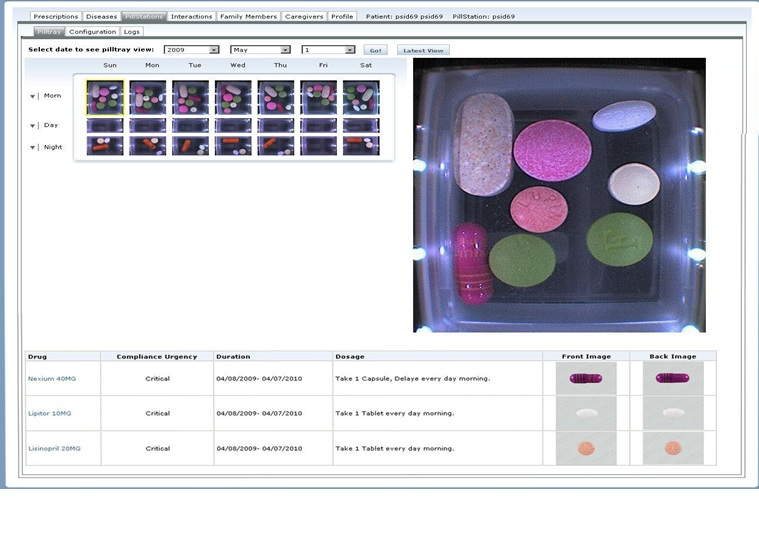 Prescriptions Diseases PillStations Interactions Family Members Caregivers Profile Patient: psid69 psid69 PillStation: psid69
Pilltray Configuration Logs
Select date to see pilltray view: 2009 May 1 Go! Latest View
Sun Mon Tue Wed Thu Fri Sat
Morn
Day
Night
LUP
Drug Compliance Urgency Duration Dosage Front Image Back Image
Nexium 40MG Critical 04/08/2009- 04/07/2010 Take 1 Capsule, Delaye every day morning.
Lipitor 10MG Critical 04/08/2009- 04/07/2010 Take 1 Tablet every day morning.
Lisinopril 20MG Critical 04/08/2009- 04/07/2010 Take 1 Tablet every day morning.